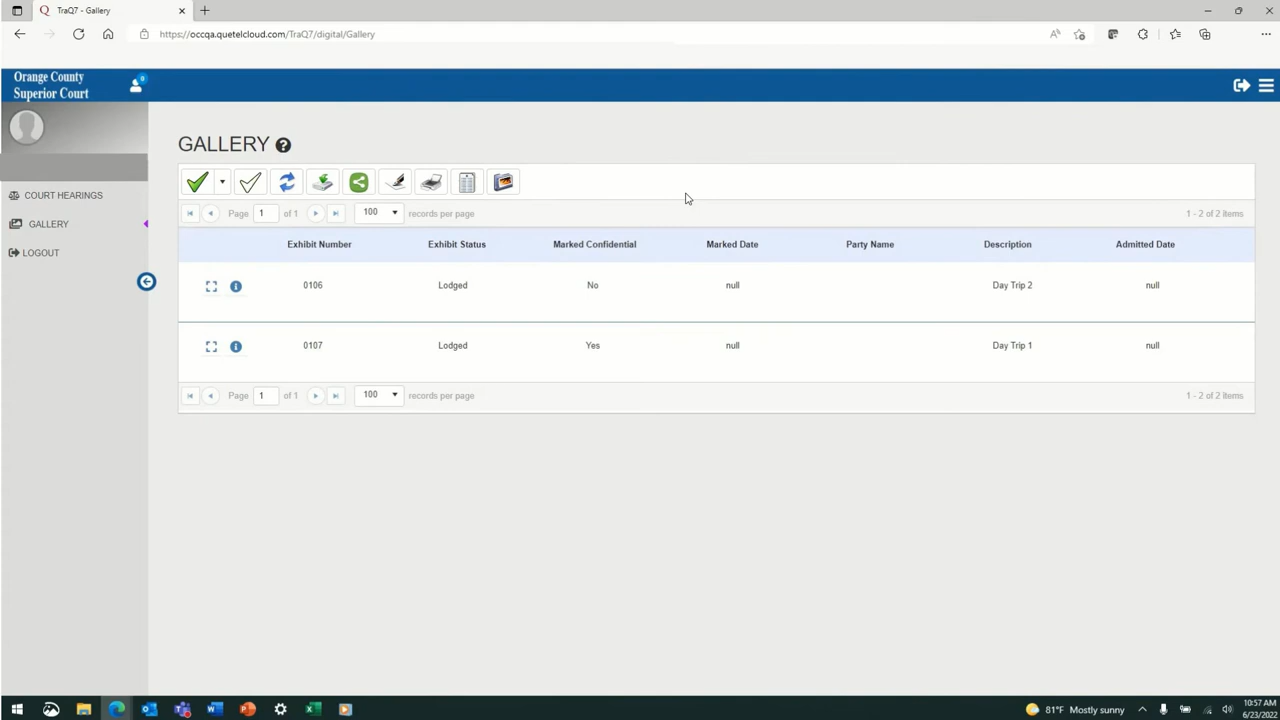 TraQ7 - Gallery
https://occqa.quetelcloud.com/TraQ7/digital/Gallery
Orange County
Superior Court
0
GALLERY
COURT HEARINGS
GALLERY
LOGOUT
Page 1 of 1 100 records per page 1 - 2 of 2 items
Exhibit Number Exhibit Status Marked Confidential Marked Date Party Name Description Admitted Date
0106 Lodged No null Day Trip 2 null
0107 Lodged Yes null Day Trip 1 null
Page 1 of 1 100 records per page 1 - 2 of 2 items
81°F Mostly sunny
10:57 AM
6/23/2022